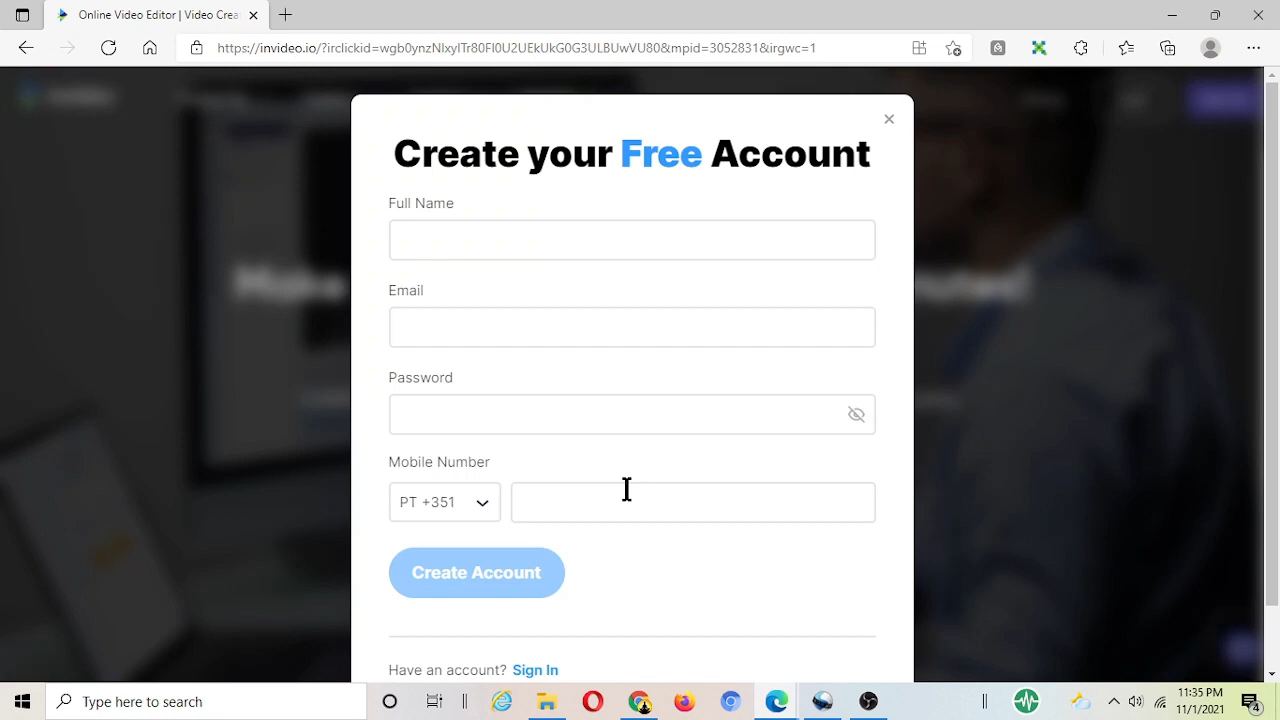 Online Video Editor | Video Crea
https://invideo.io/?irclickid=wgb0ynzNlxyITr80FI0U2UEkUkG0G3ULBUwVU80&mpid=3052831&irgwc=1
Create your Free Account
Full Name
Email
Password
Mobile Number
PT +351
Create Account
Have an account? Sign In
Type here to search
11:35 PM
11/1/2021
4